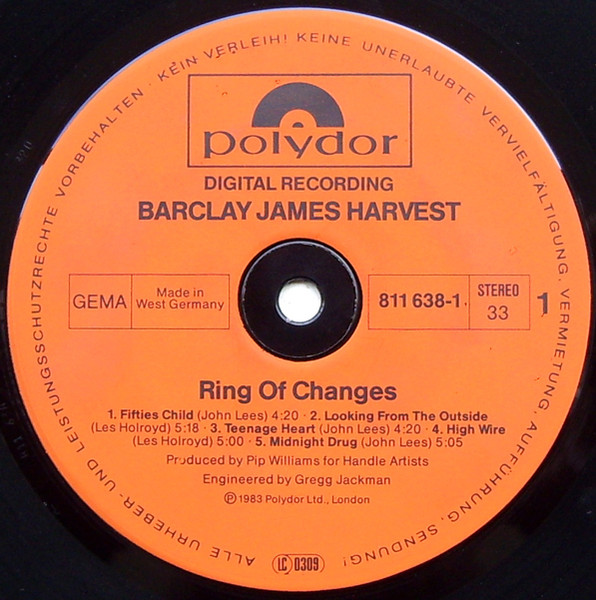 ALLE URHEBER- UND LEISTUNGSSCHUTZRECHTE VORBEHALTEN · KEIN VERLEIH! KEINE UNERLAUBTE VERVIELFÄLTIGUNG, VERMIETUNG, AUFFÜHRUNG, SENDUNG!
polydor
DIGITAL RECORDING
BARCLAY JAMES HARVEST
GEMA
Made in
West Germany
811 638-1
STEREO
33
1
Ring Of Changes
1. Fifties Child (John Lees) 4:20 · 2. Looking From The Outside
(Les Holroyd) 5:18 · 3. Teenage Heart (John Lees) 4:20 · 4. High Wire
(Les Holroyd) 5:00 · 5. Midnight Drug (John Lees) 5:05
Produced by Pip Williams for Handle Artists
Engineered by Gregg Jackman
℗ 1983 Polydor Ltd., London
LC 0309